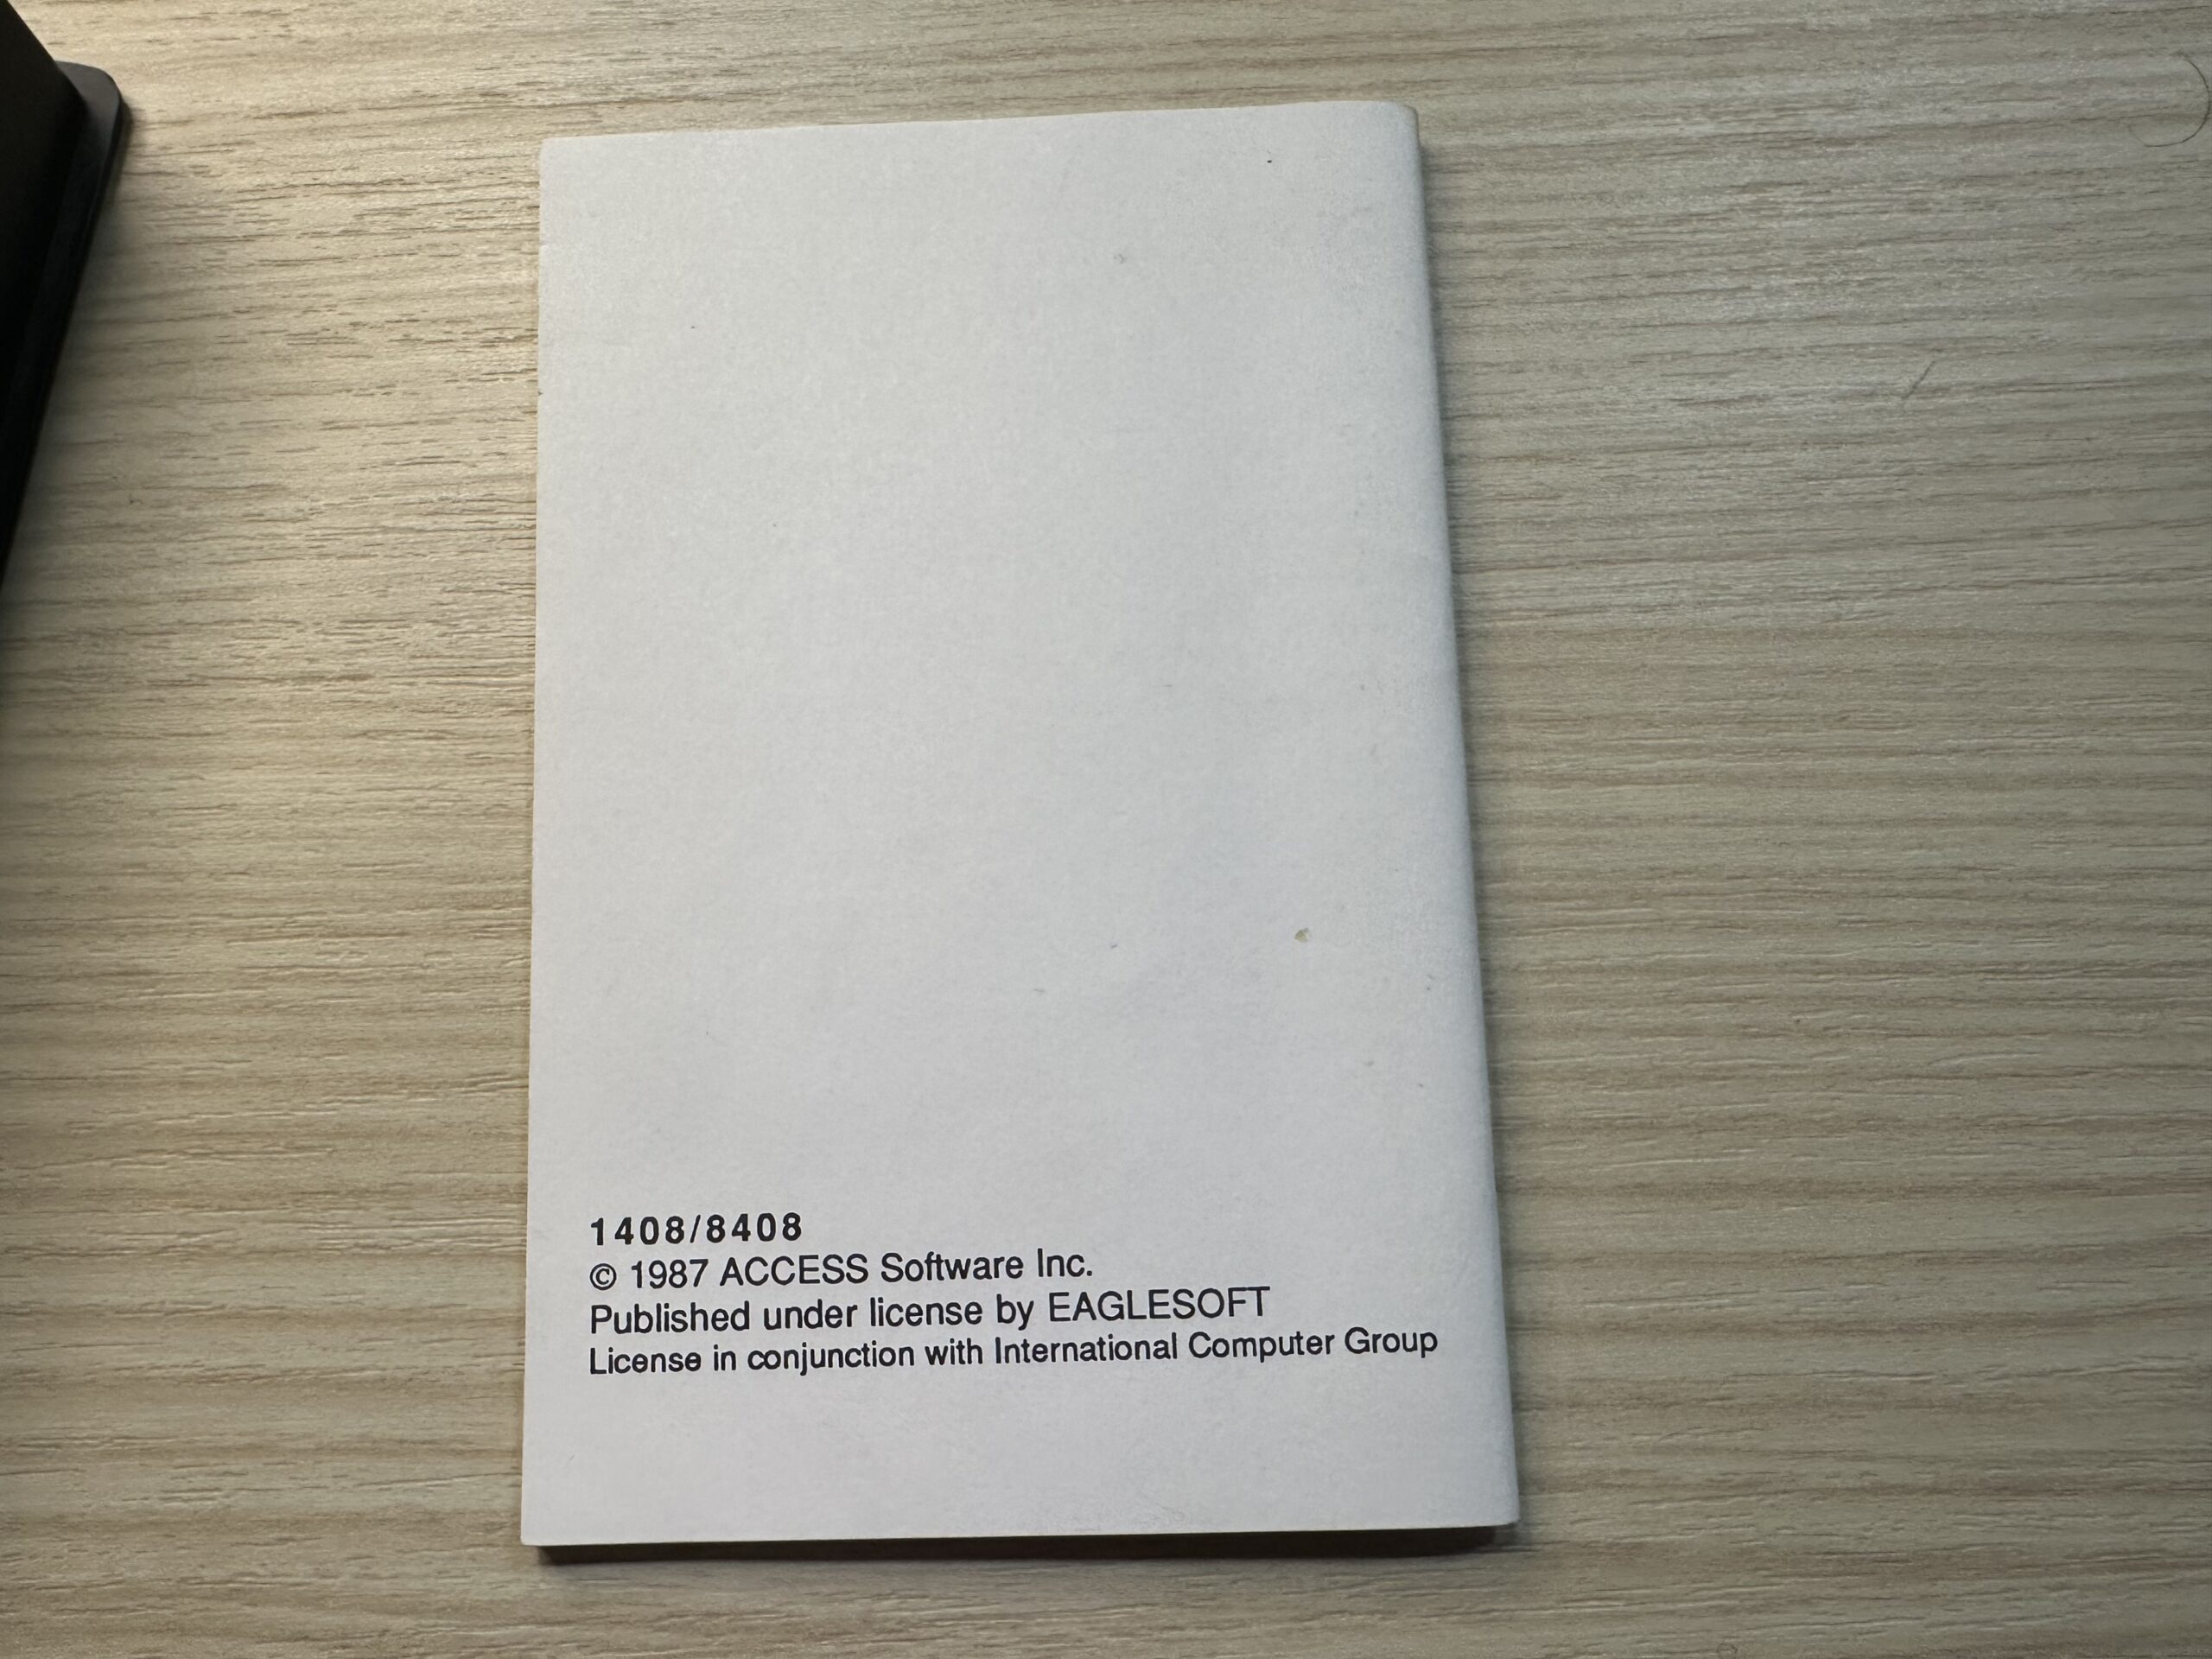 1408/8408
© 1987 ACCESS Software Inc.
Published under license by EAGLESOFT
License in conjunction with International Computer Group